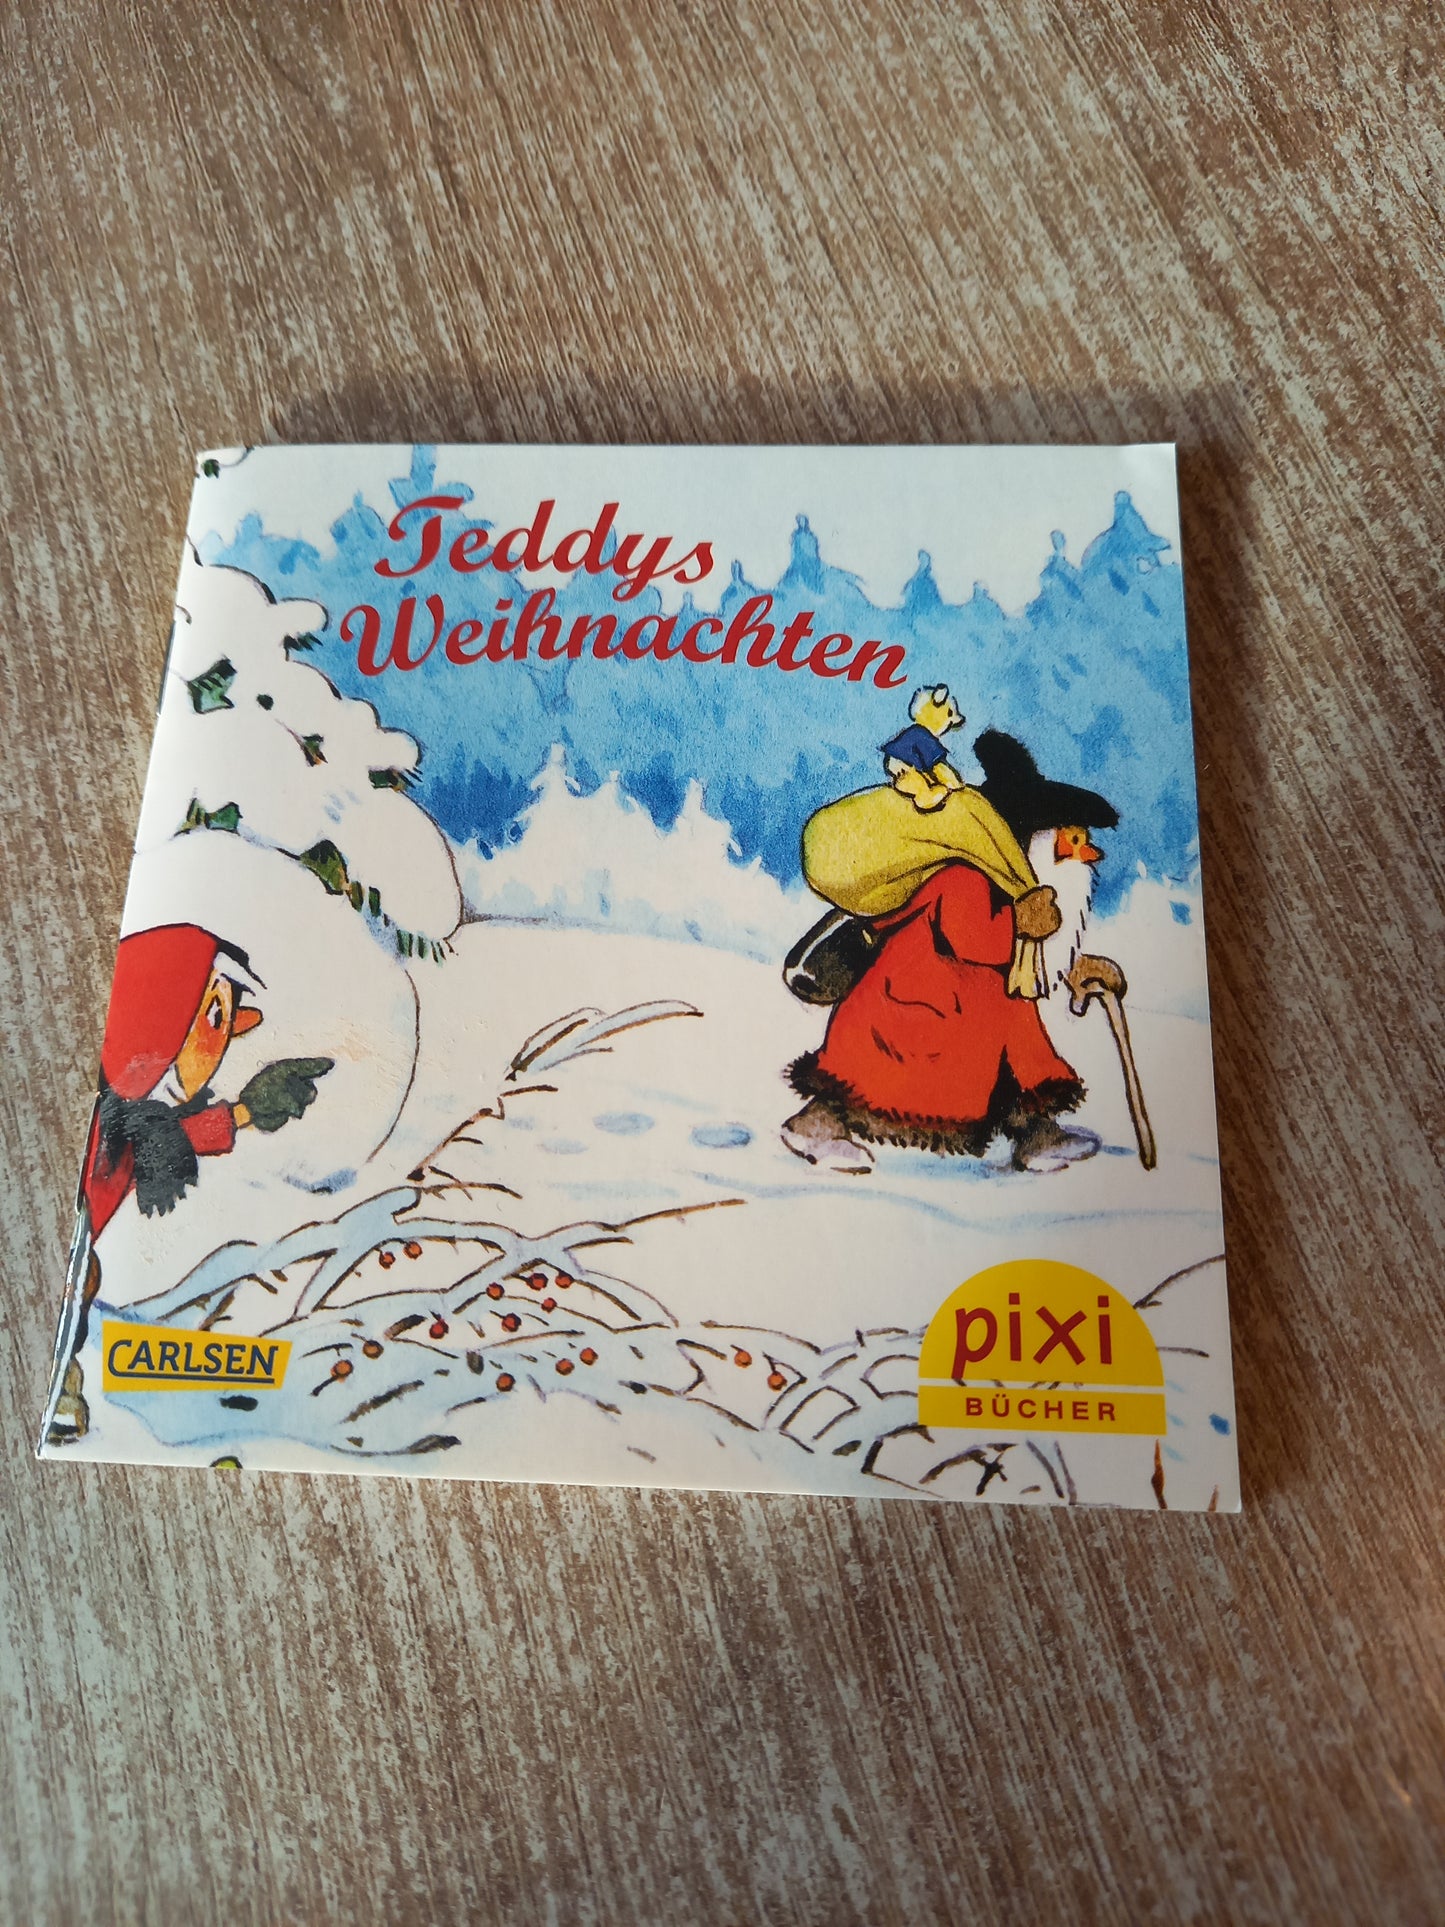 Teddys
Weihnachten
CARLSEN
pixi
BÜCHER